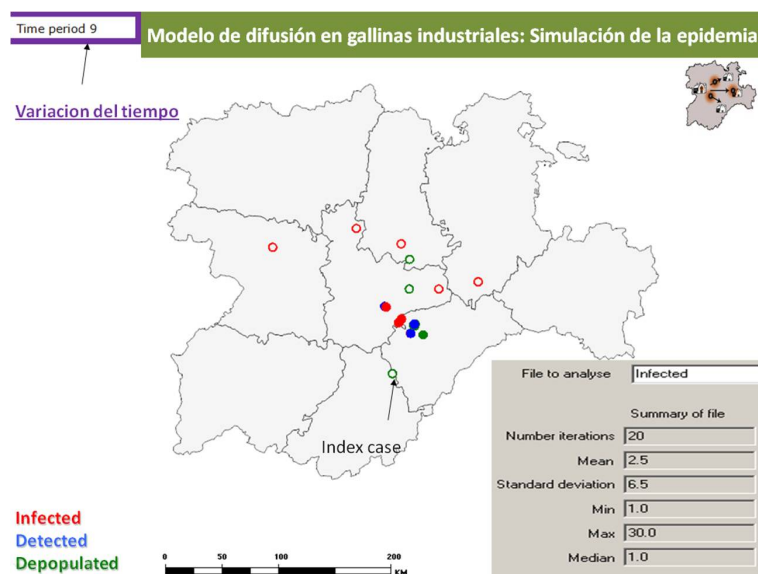 Time period 9
Modelo de difusión en gallinas industriales: Simulación de la epidemia
Variacion del tiempo
Index case
File to analyse Infected
Summary of file
Number iterations 20
Mean 2.5
Standard deviation 6.5
Min 1.0
Max 30.0
Median 1.0
Infected
Detected
Depopulated
0 50 100 200
KM